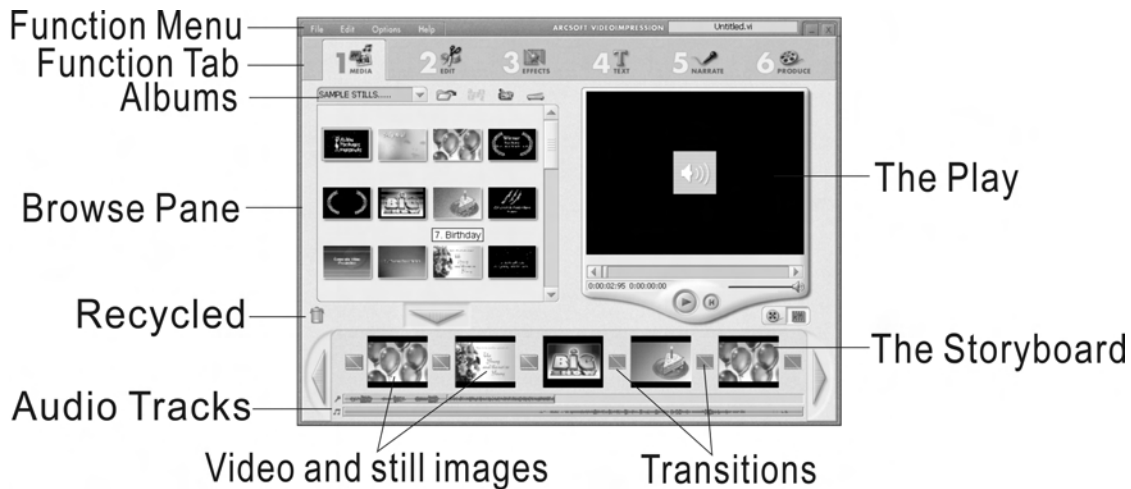 Function Menu
File Edit Options Help
ARCSOFT VIDEOIMPRESSION
Untitled.vi
Function Tab
1 MEDIA
2 EDIT
3 EFFECTS
4 TEXT
5 NARRATE
6 PRODUCE
Albums
SAMPLE STILLS.....
Browse Pane
BIG
7. Birthday
The Play
0:00:02:95 0:00:00:00
Recycled
The Storyboard
BIG
Audio Tracks
Video and still images
Transitions